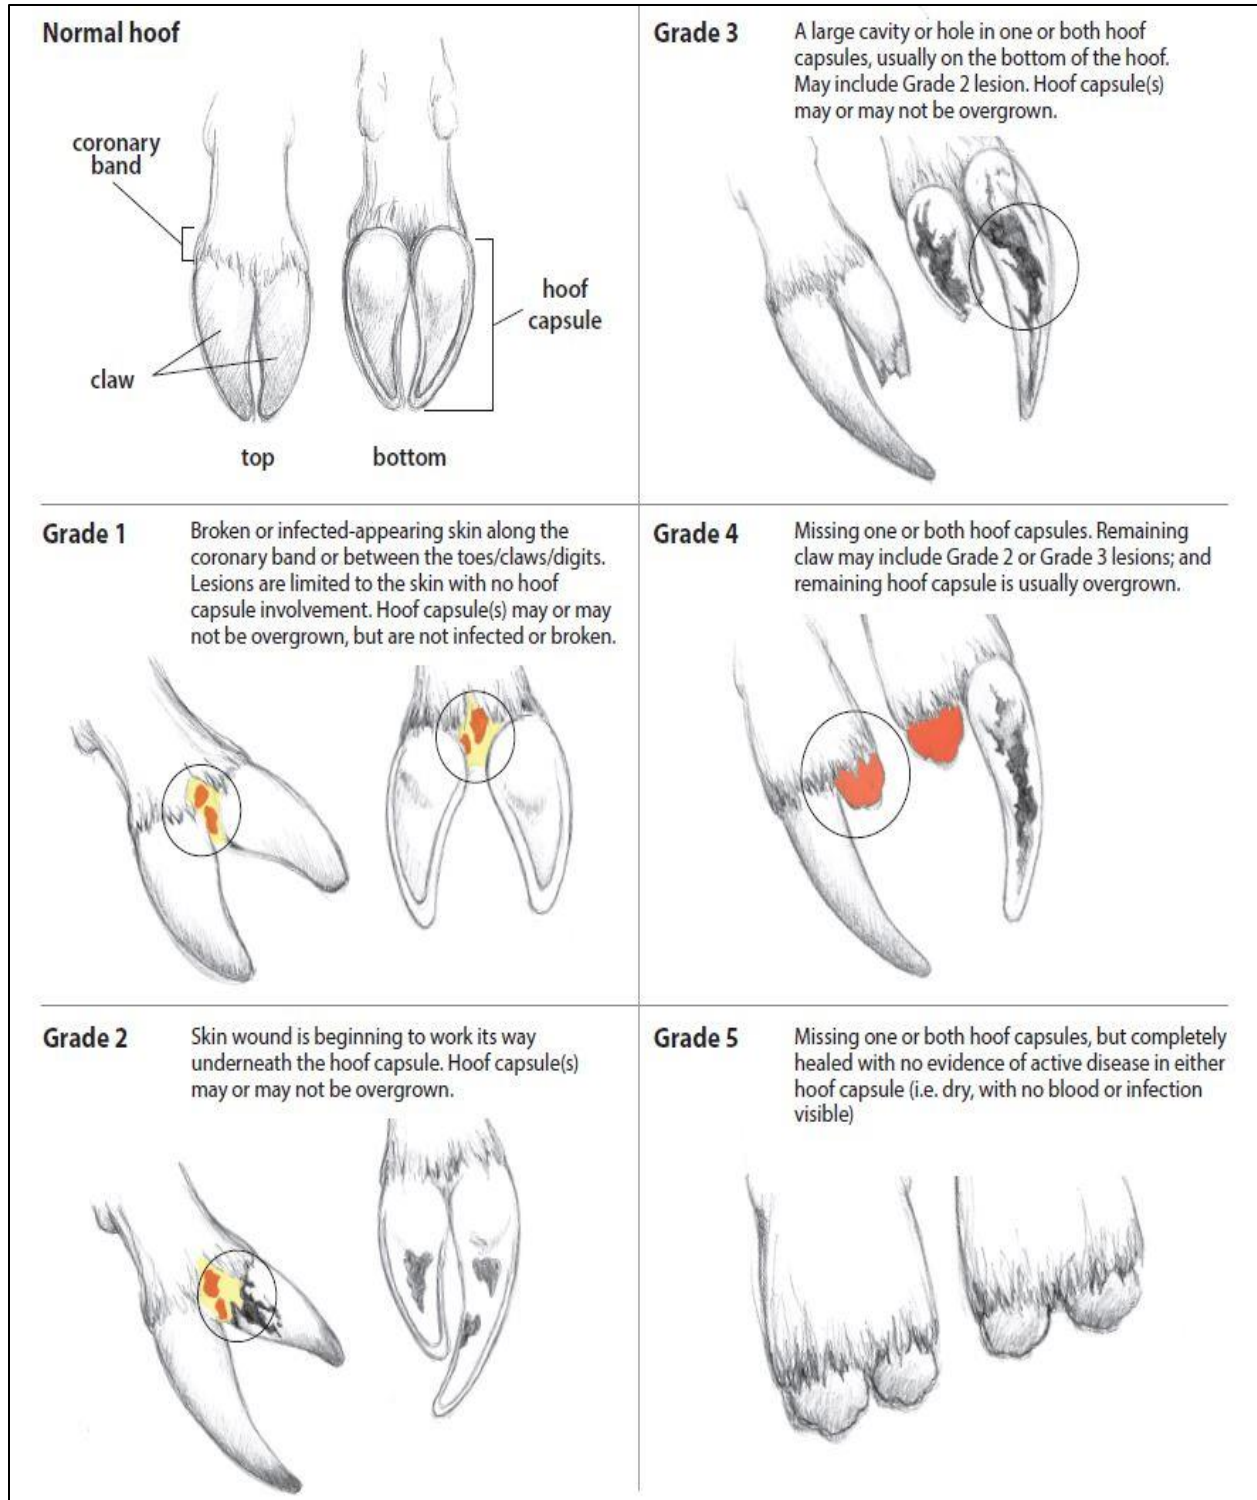 Normal hoof
coronary
band
claw
hoof
capsule
top
bottom
Grade 1
Broken or infected-appearing skin along the
coronary band or between the toes/claws/digits.
Lesions are limited to the skin with no hoof
capsule involvement. Hoof capsule(s) may or may
not be overgrown, but are not infected or broken.
Grade 2
Skin wound is beginning to work its way
underneath the hoof capsule. Hoof capsule(s)
may or may not be overgrown.
Grade 3
A large cavity or hole in one or both hoof
capsules, usually on the bottom of the hoof.
May include Grade 2 lesion. Hoof capsule(s)
may or may not be overgrown.
Grade 4
Missing one or both hoof capsules. Remaining
claw may include Grade 2 or Grade 3 lesions; and
remaining hoof capsule is usually overgrown.
Grade 5
Missing one or both hoof capsules, but completely
healed with no evidence of active disease in either
hoof capsule (i.e. dry, with no blood or infection
visible)